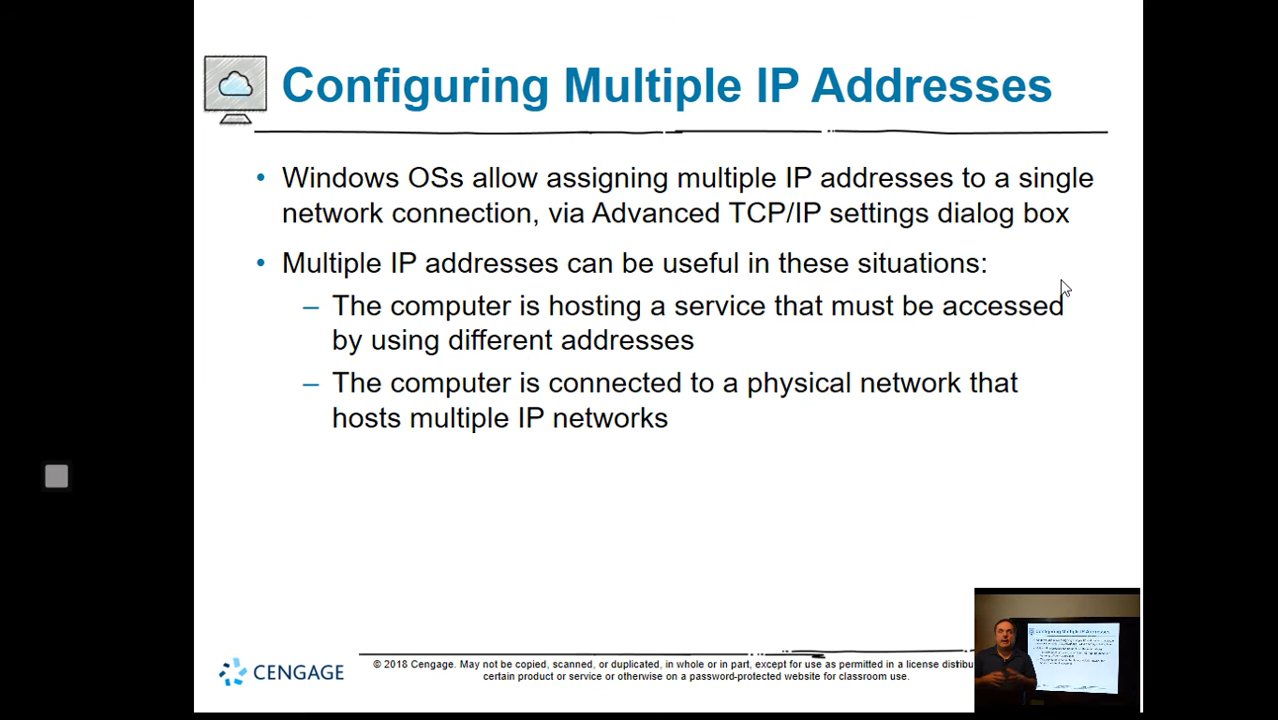 Configuring Multiple IP Addresses
• Windows OSs allow assigning multiple IP addresses to a single
network connection, via Advanced TCP/IP settings dialog box
• Multiple IP addresses can be useful in these situations:
– The computer is hosting a service that must be accessed
by using different addresses
– The computer is connected to a physical network that
hosts multiple IP networks
CENGAGE
© 2018 Cengage. May not be copied, scanned, or duplicated, in whole or in part, except for use as permitted in a license
certain product or service or otherwise on a password-protected website for classroom use.
Configuring Multiple IP Addresses